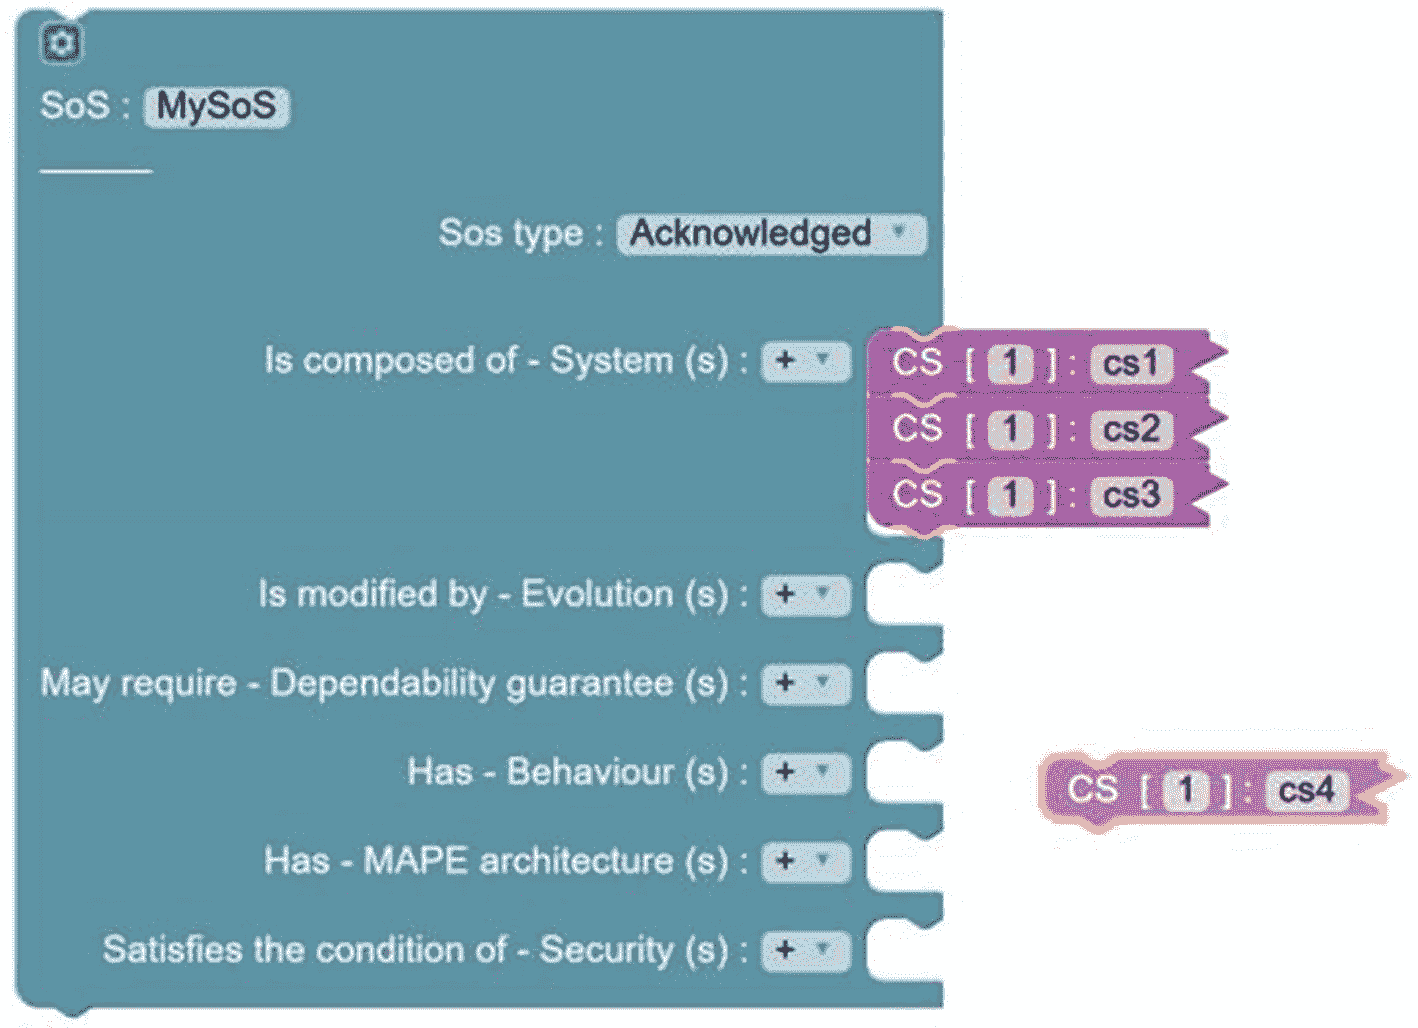 SoS : MySoS
Sos type : Acknowledged
Is composed of - System (s) : + CS [ 1 ] : cs1
CS [ 1 ] : cs2
CS [ 1 ] : cs3
Is modified by - Evolution (s) : +
May require - Dependability guarantee (s) : +
Has - Behaviour (s) : +
CS [ 1 ] : cs4
Has - MAPE architecture (s) : +
Satisfies the condition of - Security (s) : +